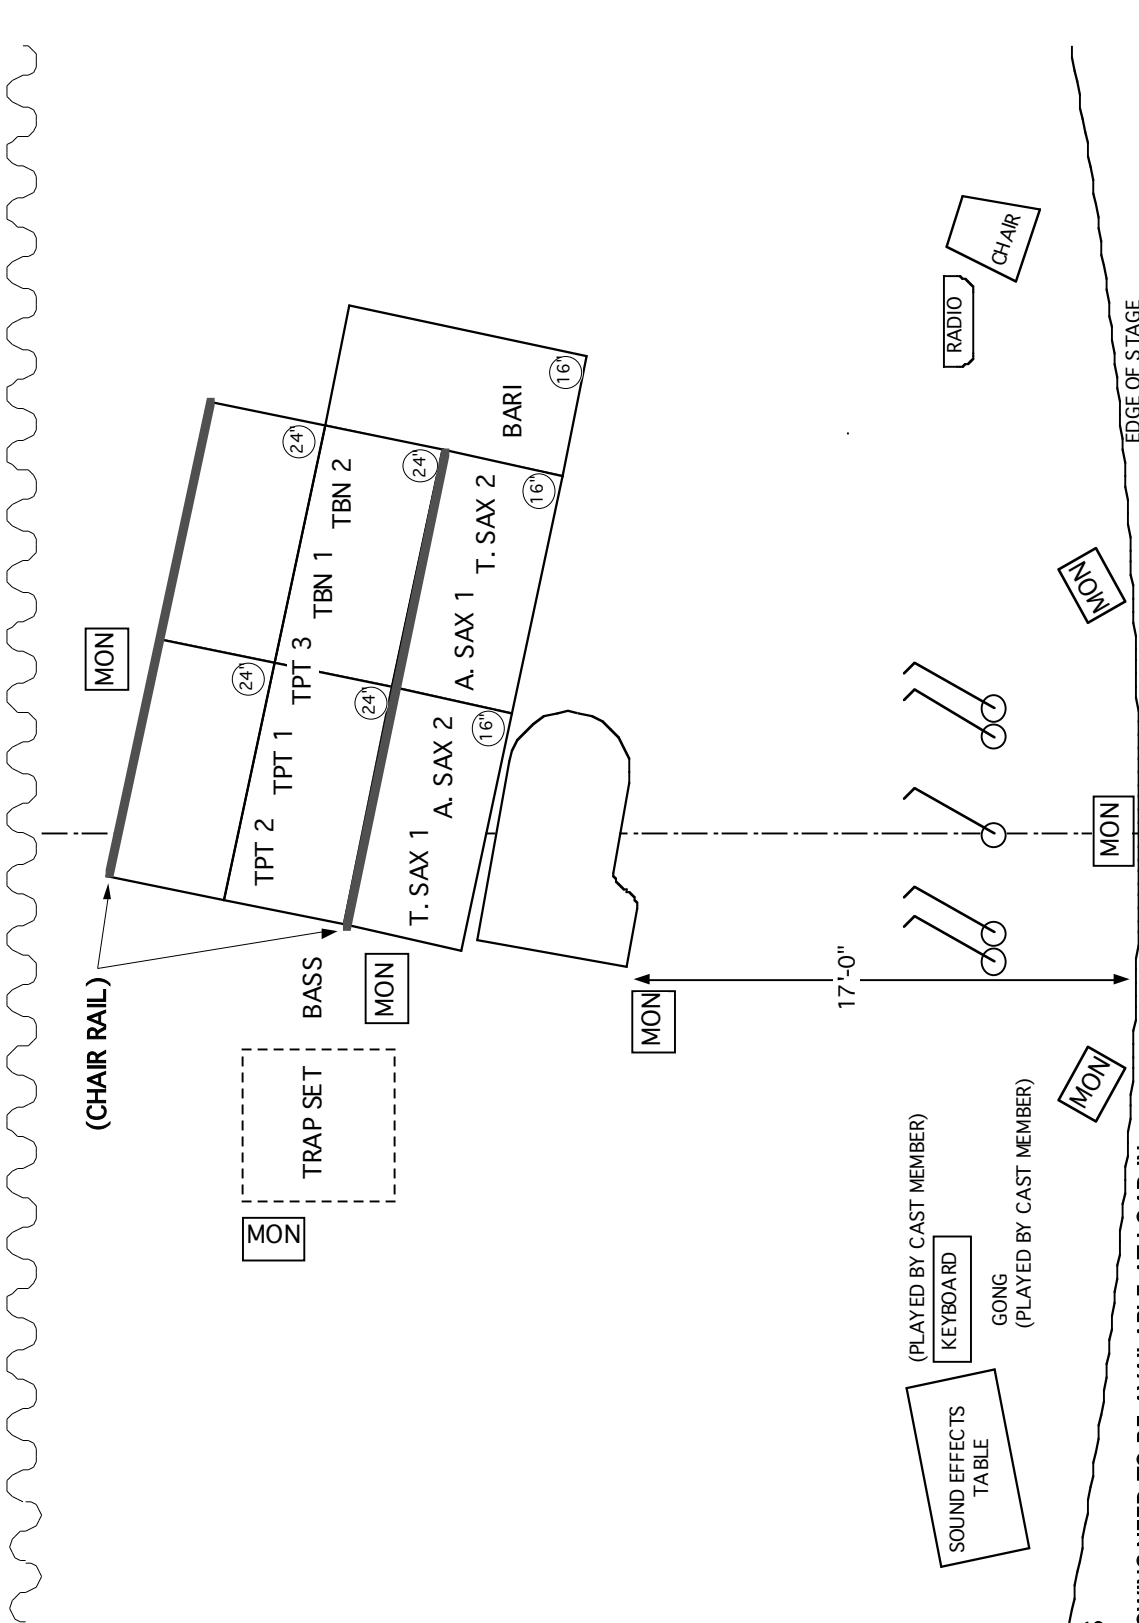 (CHAIR RAIL)
MON
24"
24'
TPT 2
TPT 1
TPT 3
TBN 1
TBN 2
24"
24'
BASS
MON
TRAP SET
MON
T. SAX 1
A. SAX 2
A. SAX 1
T. SAX 2
BARI
16"
16"
16"
MON
17'-0"
(PLAYED BY CAST MEMBER)
KEYBOARD
GONG
(PLAYED BY CAST MEMBER)
SOUND EFFECTS
TABLE
RADIO
CHAIR
MON
MON
MON
EDGE OF STAGE